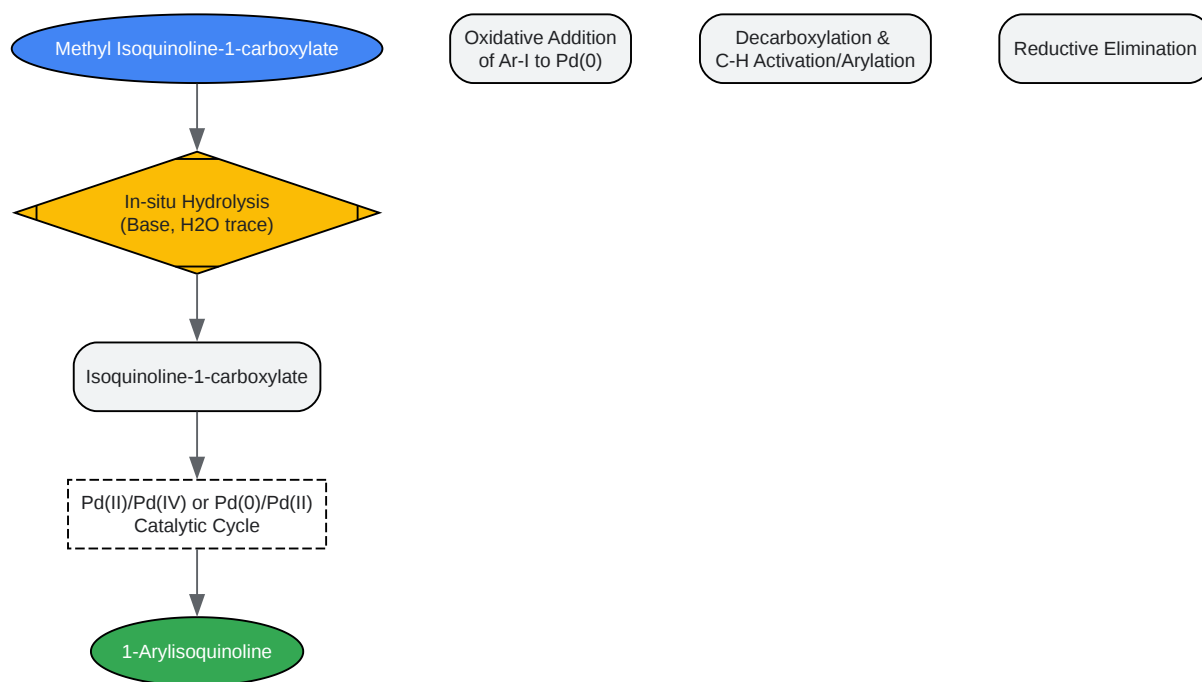 Methyl Isoquinoline-1-carboxylate
Oxidative Addition
of Ar-I to Pd(0)
Decarboxylation &
C-H Activation/Arylation
Reductive Elimination
In-situ Hydrolysis
(Base, H2O trace)
Isoquinoline-1-carboxylate
Pd(II)/Pd(IV) or Pd(0)/Pd(II)
Catalytic Cycle
1-Arylisoquinoline